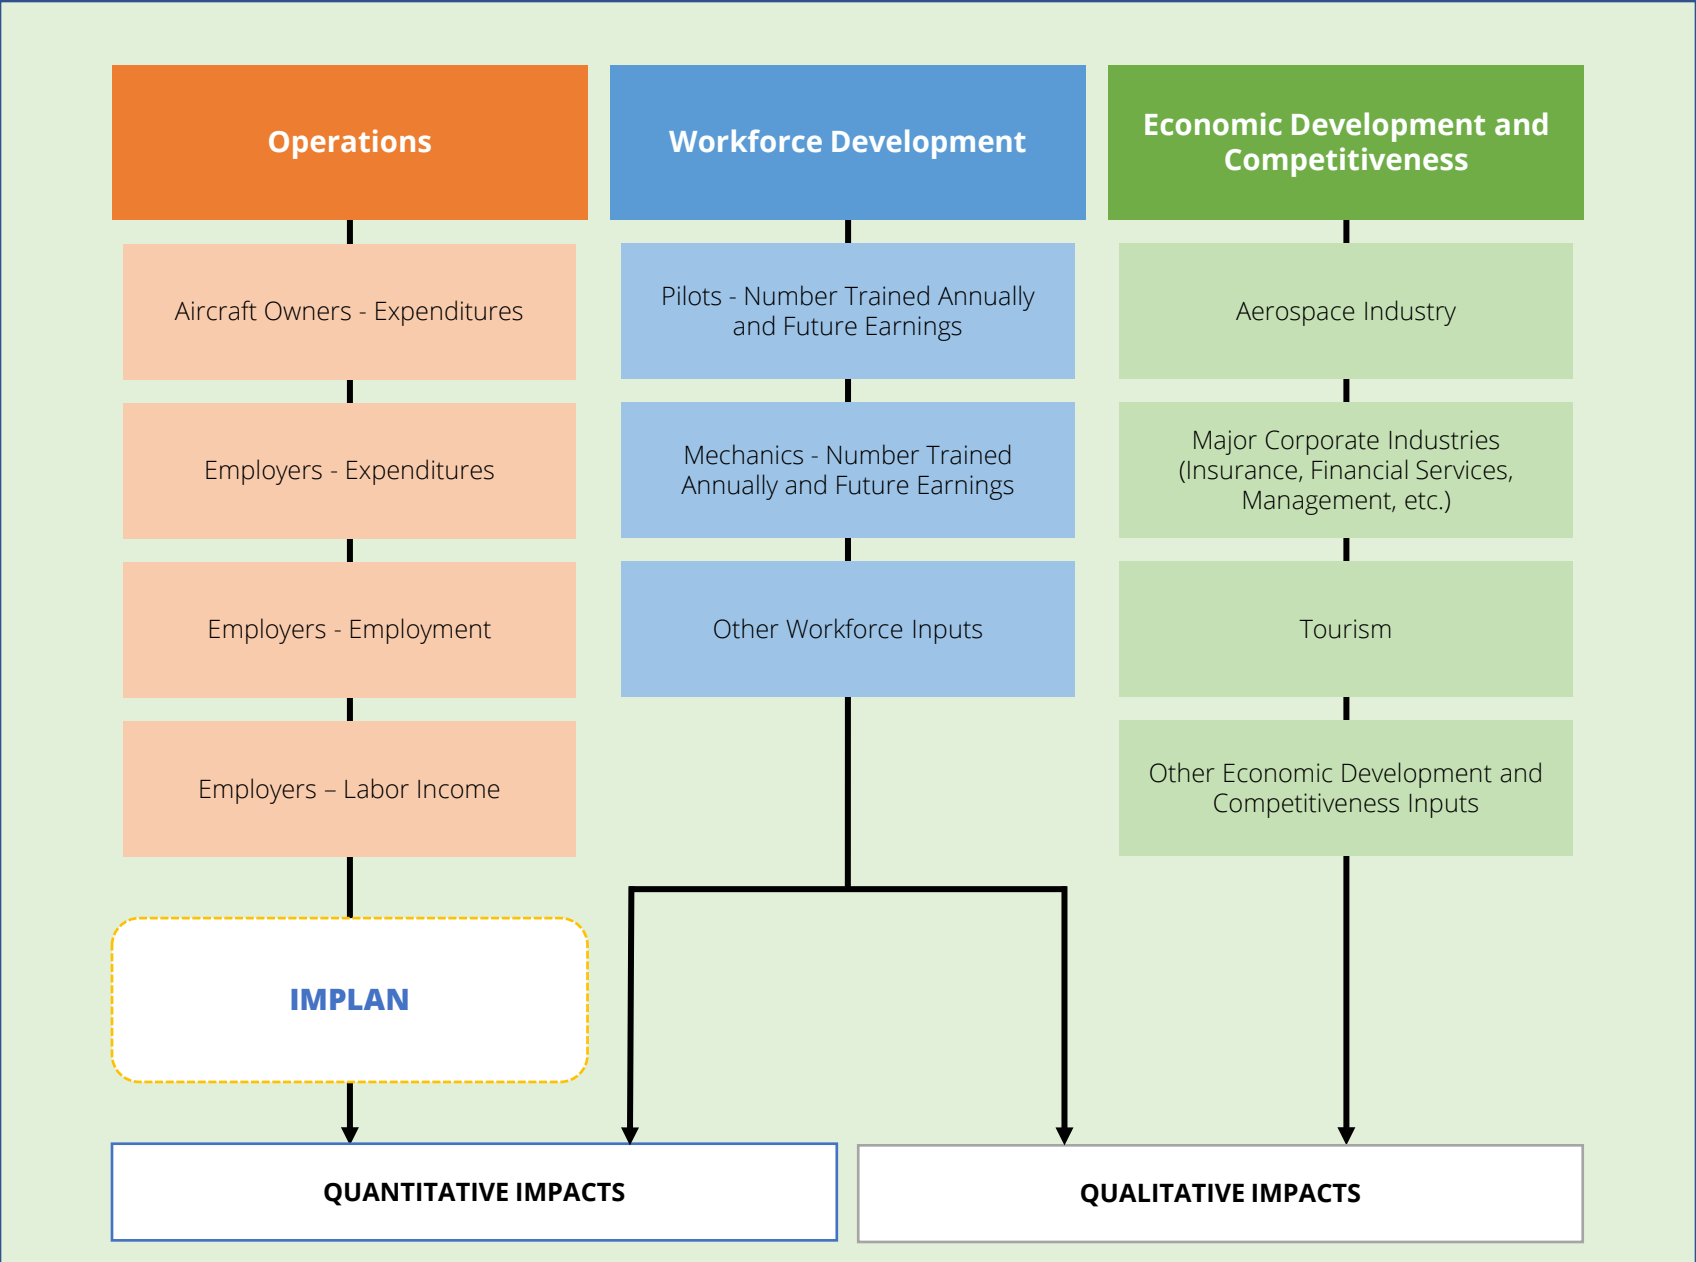 Operations
Workforce Development
Economic Development and
Competitiveness
Aircraft Owners - Expenditures
Employers - Expenditures
Employers - Employment
Employers – Labor Income
IMPLAN
Pilots - Number Trained Annually
and Future Earnings
Mechanics - Number Trained
Annually and Future Earnings
Other Workforce Inputs
Aerospace Industry
Major Corporate Industries
(Insurance, Financial Services,
Management, etc.)
Tourism
Other Economic Development and
Competitiveness Inputs
QUANTITATIVE IMPACTS
QUALITATIVE IMPACTS